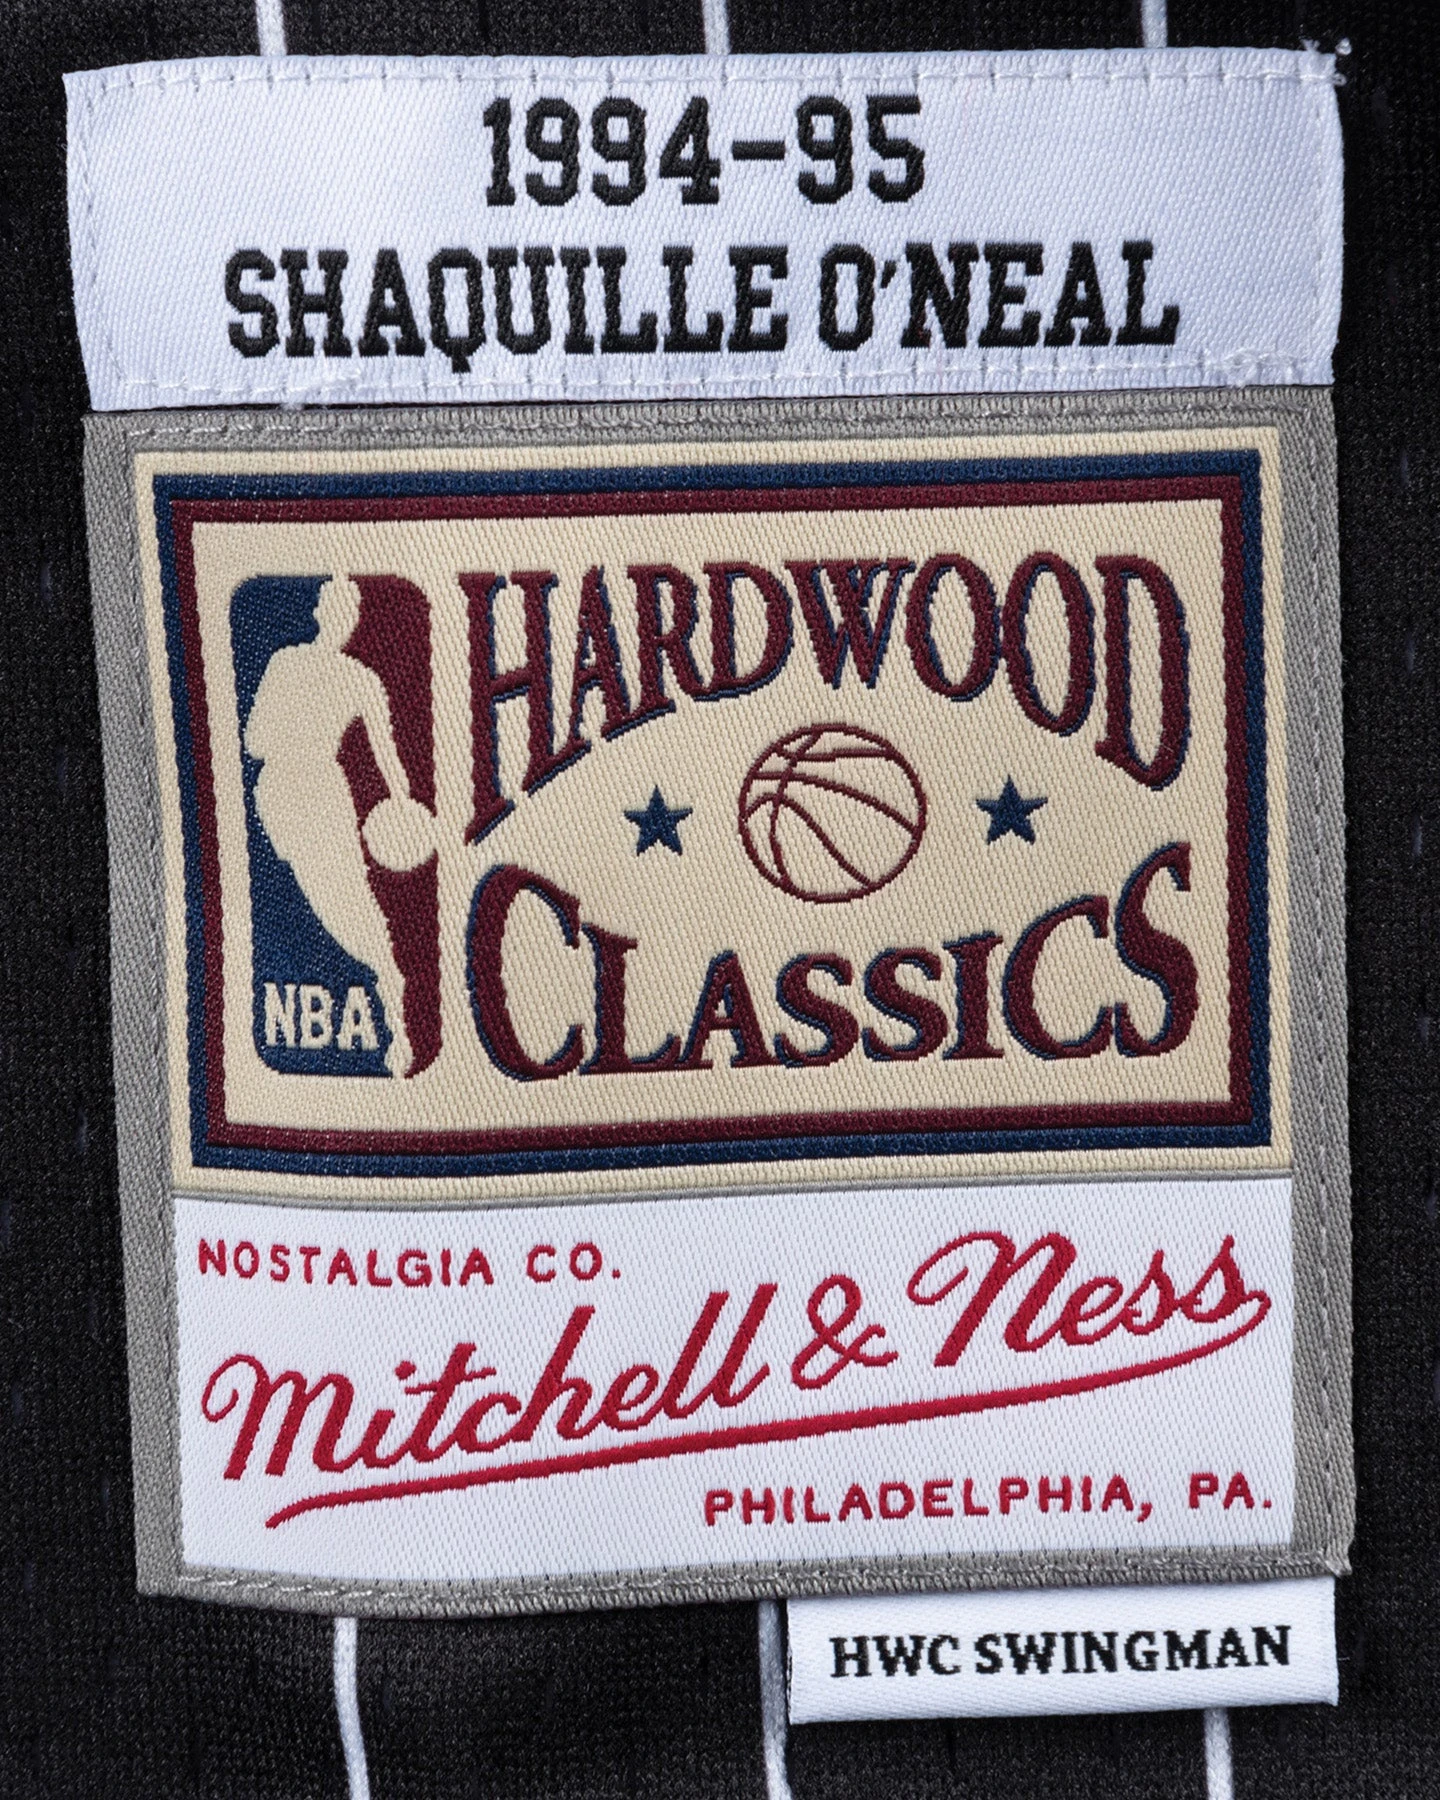 1994-95
SHAQUILLE O'NEAL
HARDWOOD
CLASSICS
NBA
NOSTALGIA CO.
Mitchell & Ness
PHILADELPHIA, PA.
HWC SWINGMAN